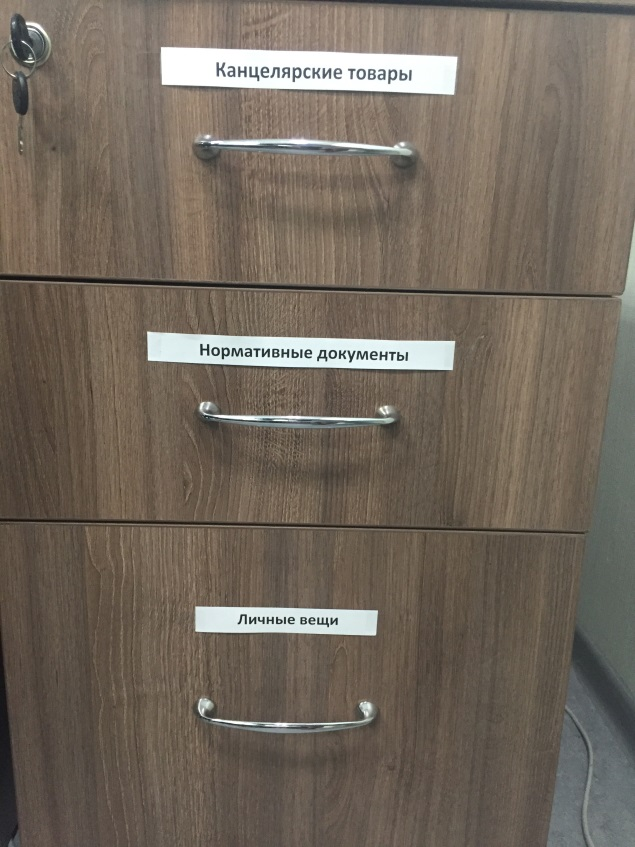 Канцелярские товары
Нормативные документы
Личные вещи